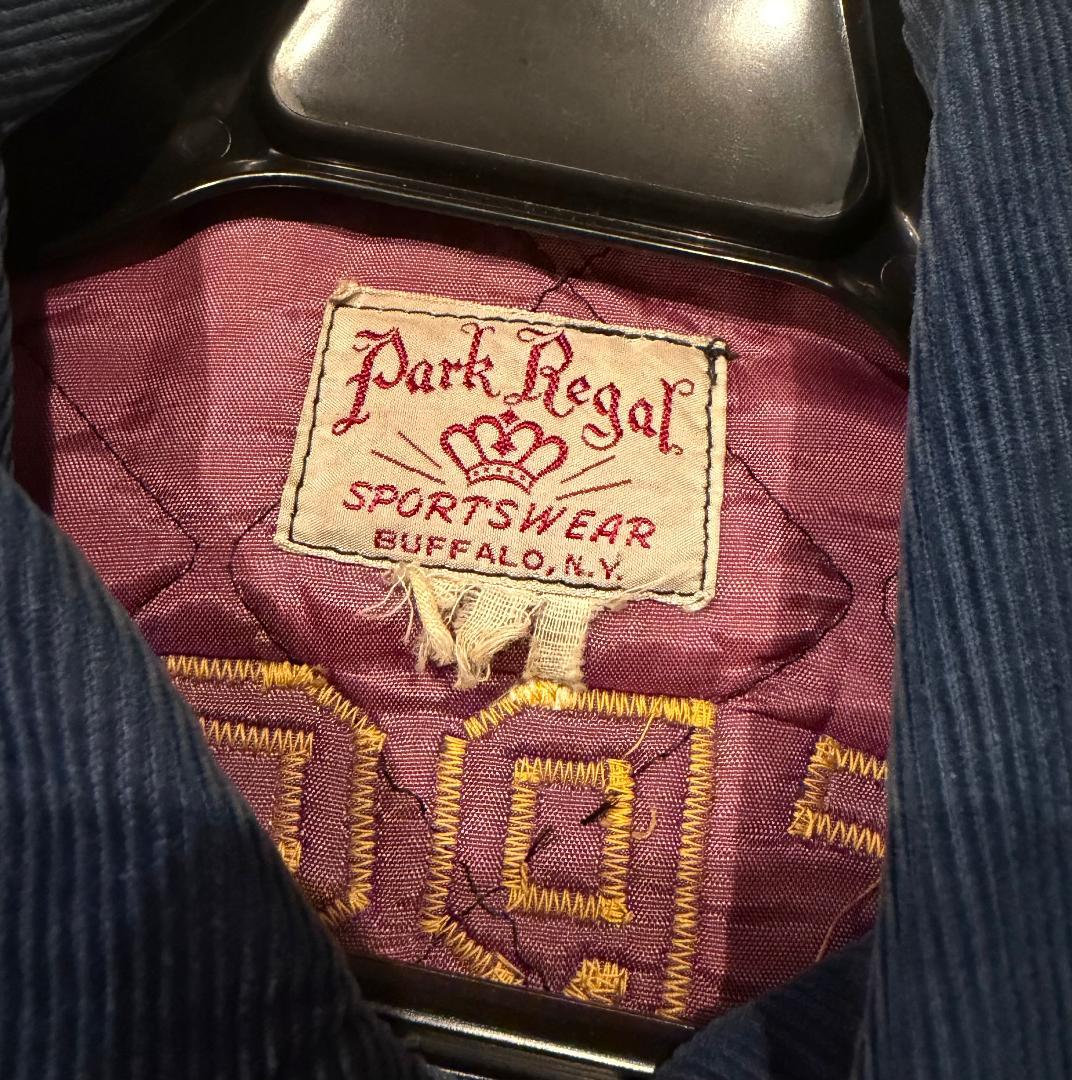 Park Regal
SPORTSWEAR
BUFFALO, N.Y.